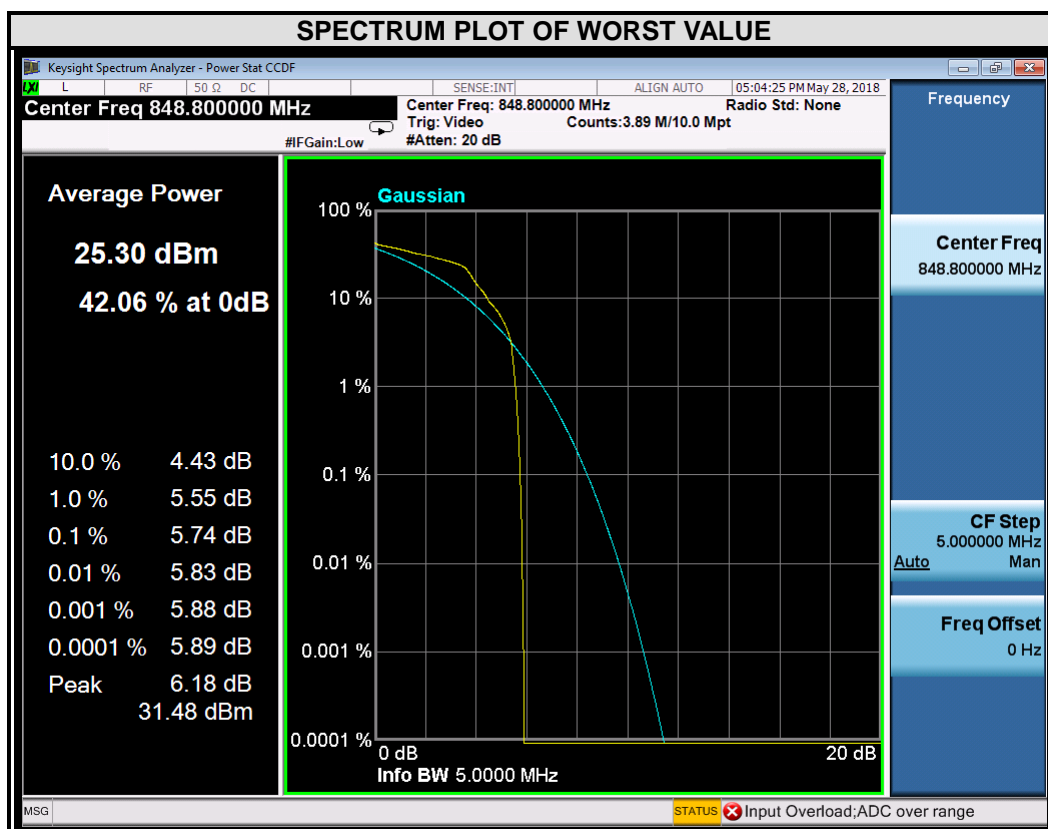 SPECTRUM PLOT OF WORST VALUE
Keysight Spectrum Analyzer - Power Stat CCDF
LXI L RF 50 Ω DC SENSE:INT ALIGN AUTO 05:04:25 PM May 28, 2018
Center Freq 848.800000 MHz
Center Freq: 848.800000 MHz Radio Std: None
Trig: Video Counts:3.89 M/10.0 Mpt
#IFGain:Low #Atten: 20 dB
Frequency
Average Power
25.30 dBm
42.06 % at 0dB
10.0 % 4.43 dB
1.0 % 5.55 dB
0.1 % 5.74 dB
0.01 % 5.83 dB
0.001 % 5.88 dB
0.0001 % 5.89 dB
Peak 6.18 dB
31.48 dBm
Gaussian
100 %
10 %
1 %
0.1 %
0.01 %
0.001 %
0.0001 %
0 dB 20 dB
Info BW 5.0000 MHz
Center Freq
848.800000 MHz
CF Step
5.000000 MHz
Auto Man
Freq Offset
0 Hz
MSG STATUS Input Overload;ADC over range